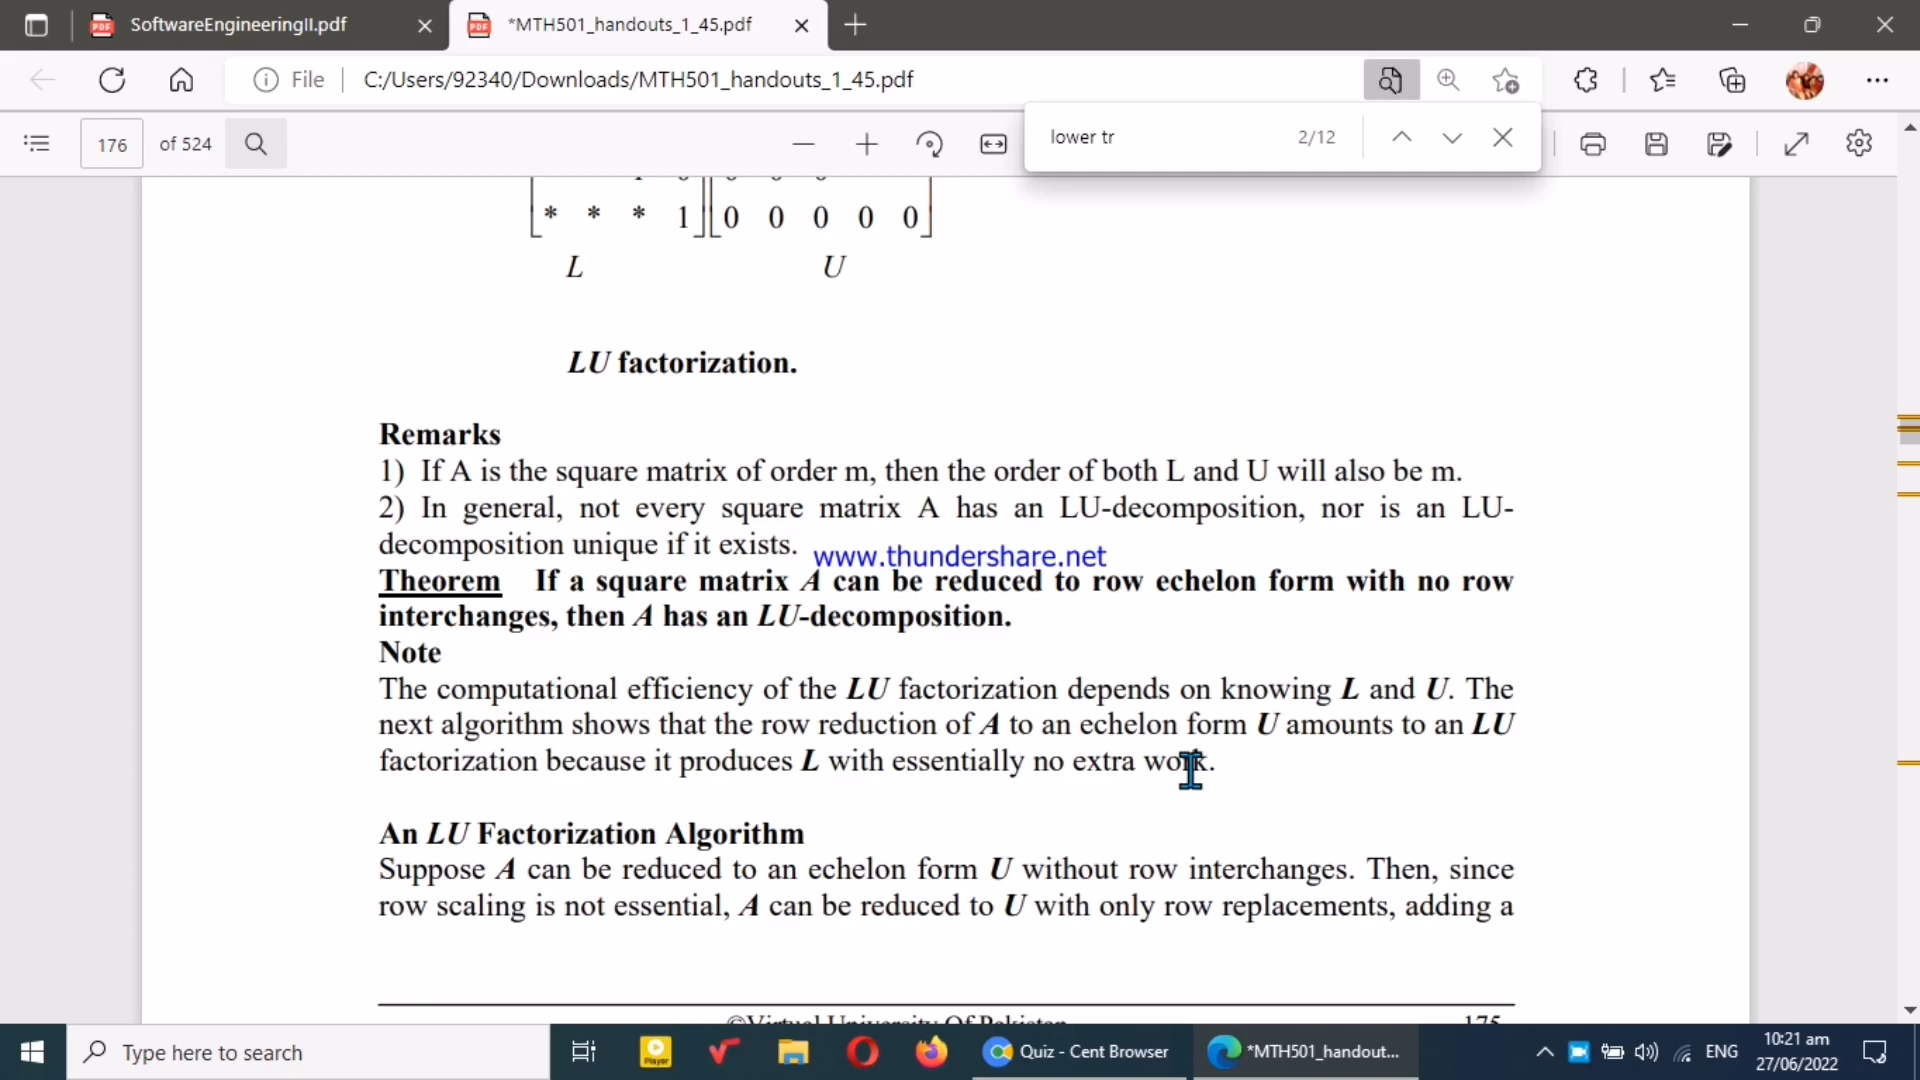 SoftwareEngineeringII.pdf
*MTH501_handouts_1_45.pdf
File
C:/Users/92340/Downloads/MTH501_handouts_1_45.pdf
176 of 524
lower tr 2/12
* * * 1 0 0 0 0 0
L U
LU factorization.
Remarks
1) If A is the square matrix of order m, then the order of both L and U will also be m.
2) In general, not every square matrix A has an LU-decomposition, nor is an LU-
decomposition unique if it exists.
www.thundershare.net
Theorem If a square matrix A can be reduced to row echelon form with no row
interchanges, then A has an LU-decomposition.
Note
The computational efficiency of the LU factorization depends on knowing L and U. The
next algorithm shows that the row reduction of A to an echelon form U amounts to an LU
factorization because it produces L with essentially no extra work.
An LU Factorization Algorithm
Suppose A can be reduced to an echelon form U without row interchanges. Then, since
row scaling is not essential, A can be reduced to U with only row replacements, adding a
©Virtual University Of Pakistan 175
Type here to search
Player
Quiz - Cent Browser
*MTH501_handout...
ENG
10:21 am
27/06/2022